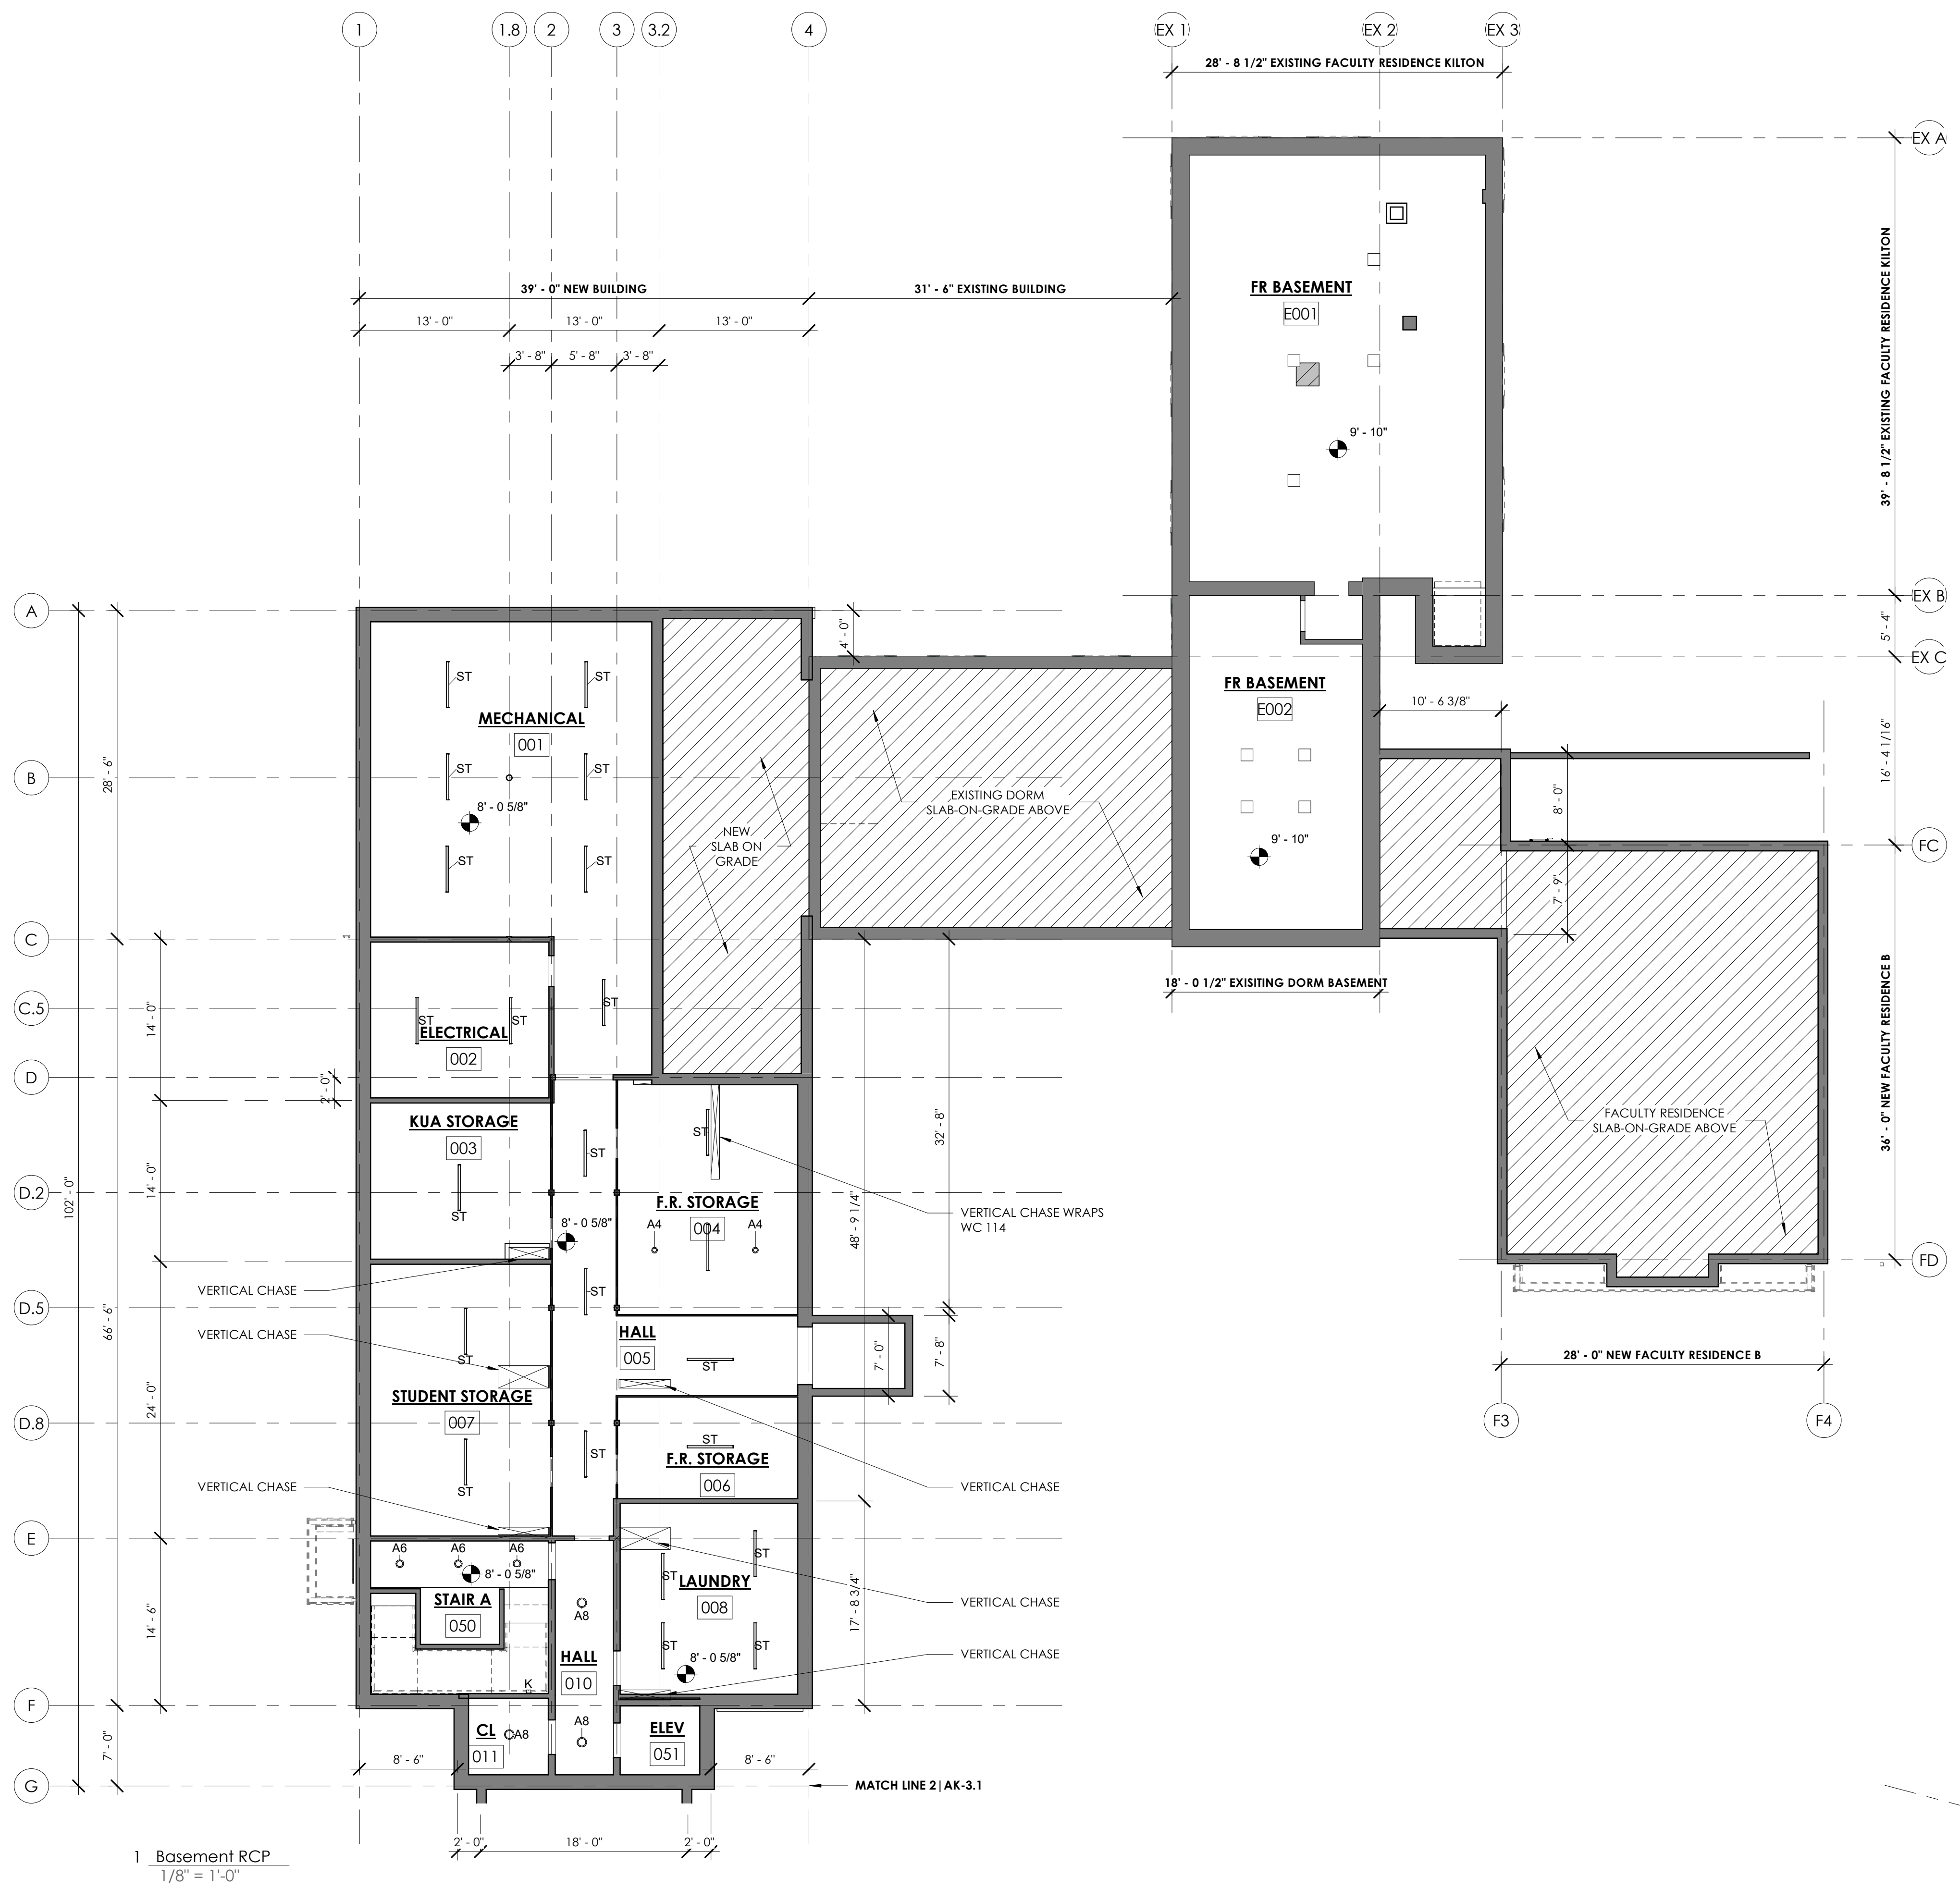 1
1.8
2
3
3.2
4
EX 1
EX 2
EX 3
28' - 8 1/2" EXISTING FACULTY RESIDENCE KILTON
EX A
39' - 8 1/2" EXISTING FACULTY RESIDENCE KILTON
39' - 0" NEW BUILDING
31' - 6" EXISTING BUILDING
13' - 0"
13' - 0"
13' - 0"
3' - 8"
5' - 8"
3' - 8"
FR BASEMENT
E001
9' - 10"
EX B
5' - 4"
EX C
A
4' - 0"
ST
ST
MECHANICAL
001
FR BASEMENT
E002
10' - 6 3/8"
16' - 4 1/16"
B
28' - 6"
ST
ST
8' - 0 5/8"
EXISTING DORM
SLAB-ON-GRADE ABOVE
8' - 0"
NEW
SLAB ON
GRADE
9' - 10"
FC
ST
ST
7' - 9"
C
18' - 0 1/2" EXISITING DORM BASEMENT
C.5
14' - 0"
ST
ST
ST
ELECTRICAL
002
36' - 0" NEW FACULTY RESIDENCE B
D
2' - 0"
KUA STORAGE
003
ST
ST
ST
32' - 8"
FACULTY RESIDENCE
SLAB-ON-GRADE ABOVE
D.2
102' - 0"
14' - 0"
ST
F.R. STORAGE
004
A4
A4
8' - 0 5/8"
48' - 9 1/4"
VERTICAL CHASE WRAPS
WC 114
FD
VERTICAL CHASE
ST
D.5
66' - 6"
VERTICAL CHASE
ST
HALL
005
ST
7' - 0"
7' - 8"
28' - 0" NEW FACULTY RESIDENCE B
24' - 0"
STUDENT STORAGE
007
D.8
F3
F4
ST
ST
F.R. STORAGE
006
VERTICAL CHASE
ST
VERTICAL CHASE
E
A6
A6
A6
8' - 0 5/8"
ST
ST
LAUNDRY
008
STAIR A
050
A8
VERTICAL CHASE
14' - 6"
17' - 8 3/4"
ST
ST
HALL
010
8' - 0 5/8"
VERTICAL CHASE
K
F
7' - 0"
CL
011
A8
A8
ELEV
051
8' - 6"
8' - 6"
G
MATCH LINE 2|AK-3.1
2' - 0"
18' - 0"
2' - 0"
1 Basement RCP
1/8" = 1'-0"